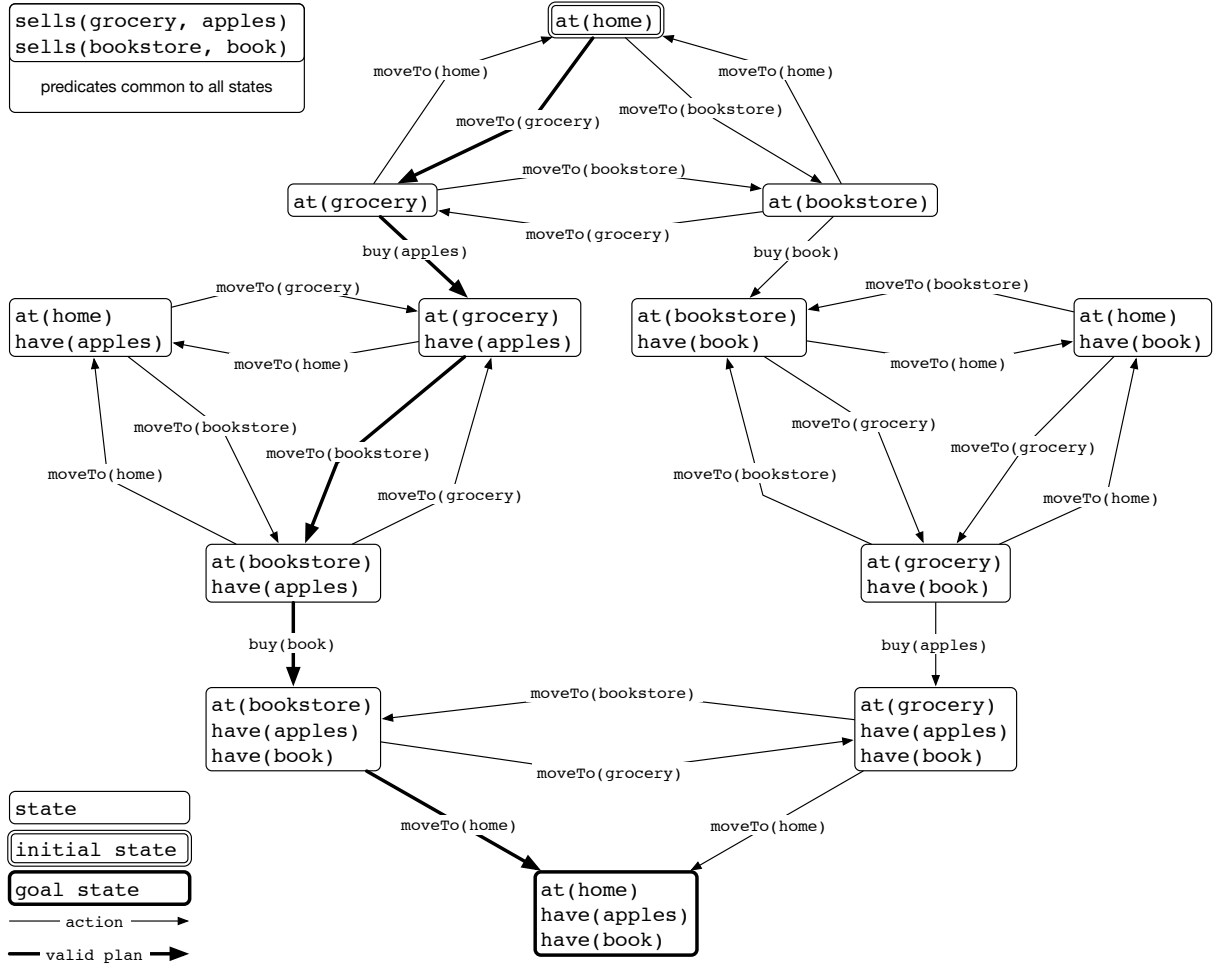 sells(grocery, apples)
sells(bookstore, book)
predicates common to all states
at(home)
moveTo(home)
moveTo(home)
moveTo(bookstore)
moveTo(grocery)
moveTo(bookstore)
at(grocery)
at(bookstore)
moveTo(grocery)
buy(apples)
buy(book)
moveTo(grocery)
moveTo(bookstore)
at(home)
have(apples)
at(grocery)
have(apples)
at(bookstore)
have(book)
at(home)
have(book)
moveTo(home)
moveTo(home)
moveTo(bookstore)
moveTo(grocery)
moveTo(bookstore)
moveTo(grocery)
moveTo(home)
moveTo(grocery)
moveTo(bookstore)
moveTo(home)
at(bookstore)
have(apples)
at(grocery)
have(book)
buy(book)
buy(apples)
at(bookstore)
have(apples)
have(book)
moveTo(bookstore)
at(grocery)
have(apples)
have(book)
moveTo(grocery)
moveTo(home)
moveTo(home)
at(home)
have(apples)
have(book)
state
initial state
goal state
action
valid plan